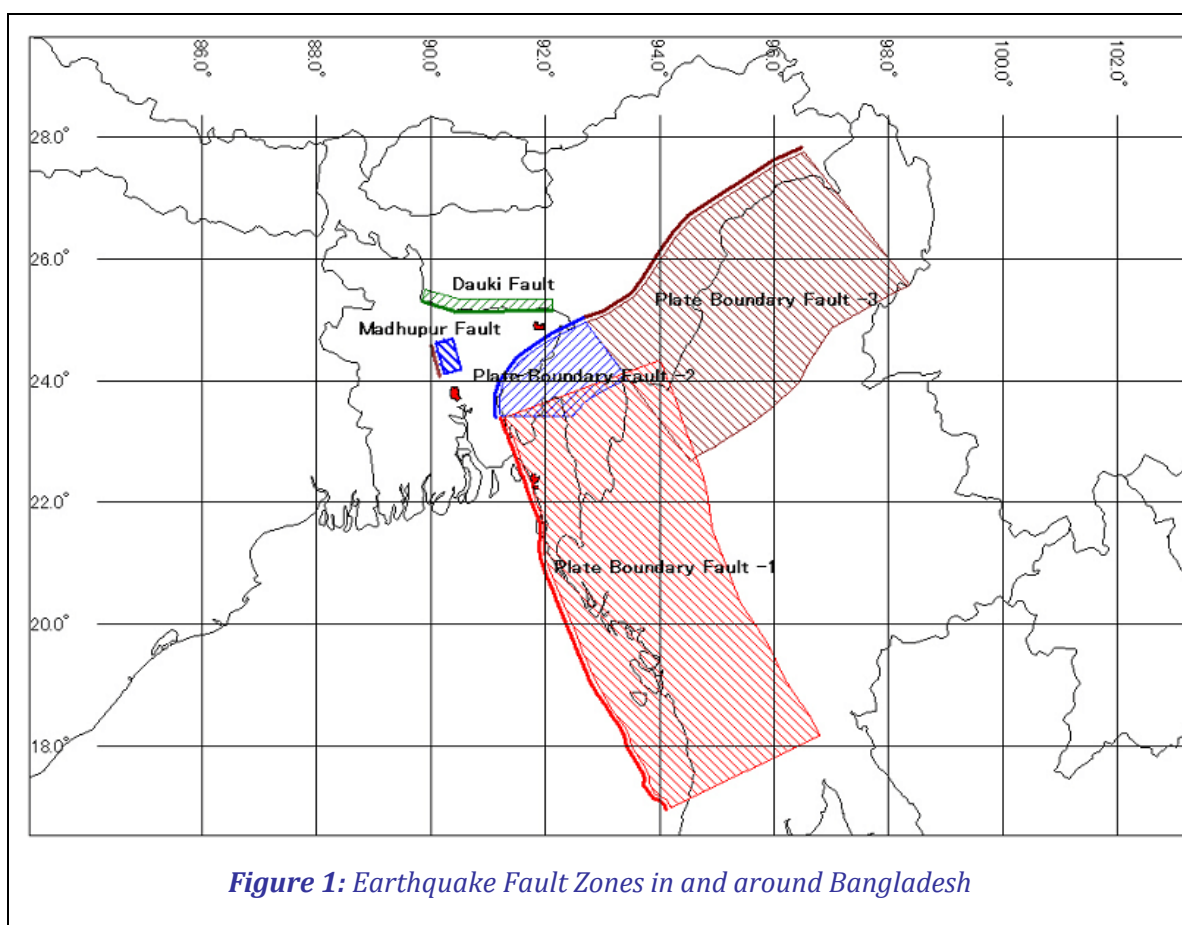 86.0°
88.0°
90.0°
92.0°
94.0°
96.0°
98.0°
100.0°
102.0°
28.0°
26.0°
Dauki Fault
Plate Boundary Fault -3
Madhupur Fault
24.0°
Plate Boundary Fault -2
22.0°
Plate Boundary Fault -1
20.0°
18.0°
Figure 1: Earthquake Fault Zones in and around Bangladesh